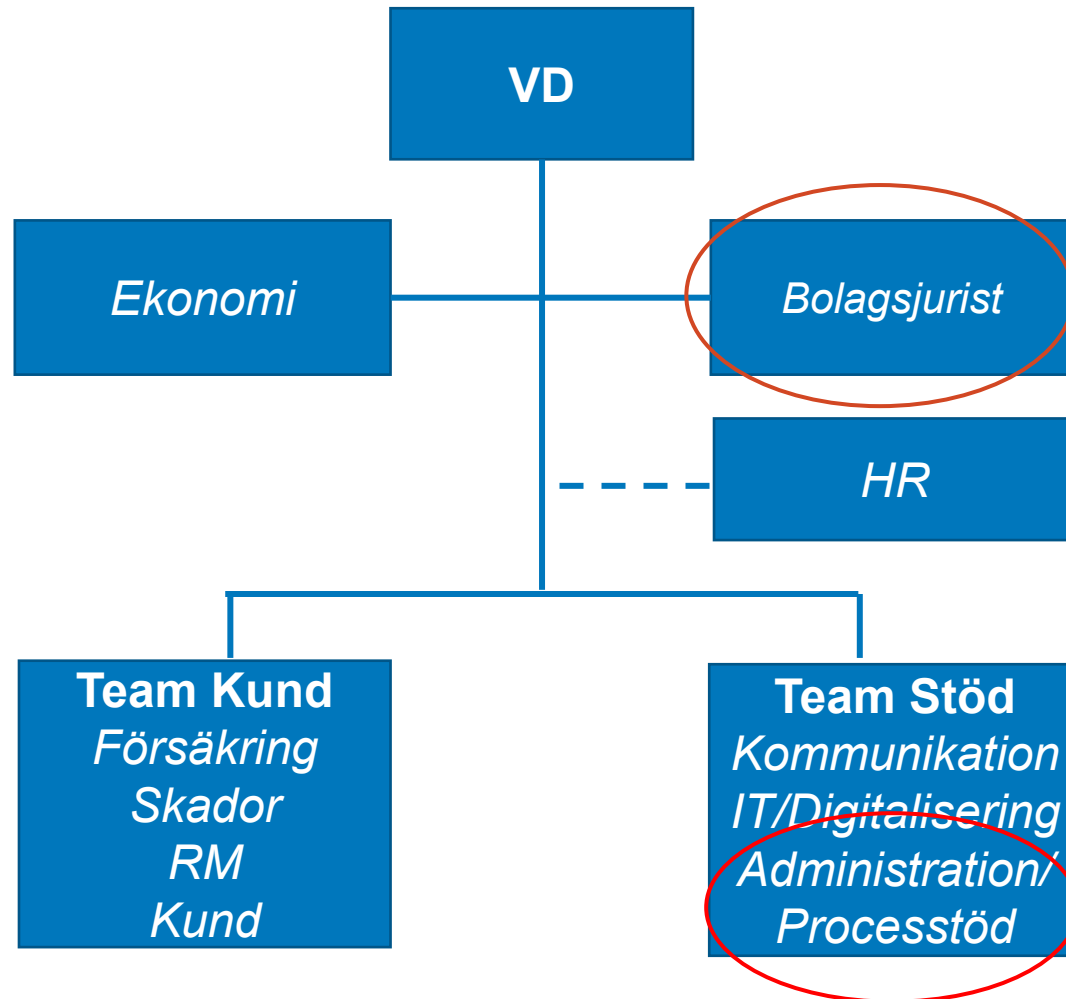 VD
Ekonomi
Bolagsjurist
HR
Team Kund
Försäkring
Skador
RM
Kund
Team Stöd
Kommunikation
IT/Digitalisering
Administration/
Processtöd